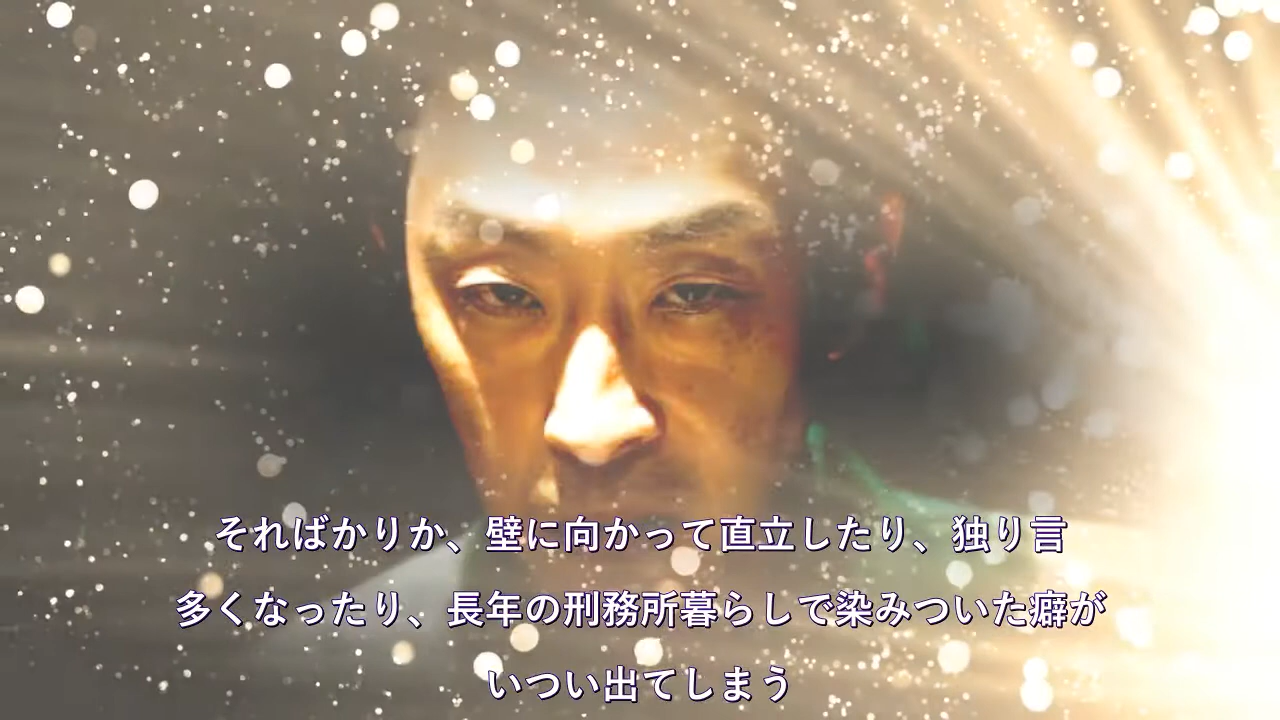 そればかりか、壁に向かって直立したり、独り言
多くなったり、長年の刑務所暮らしで染みついた癖が
いつい出てしまう